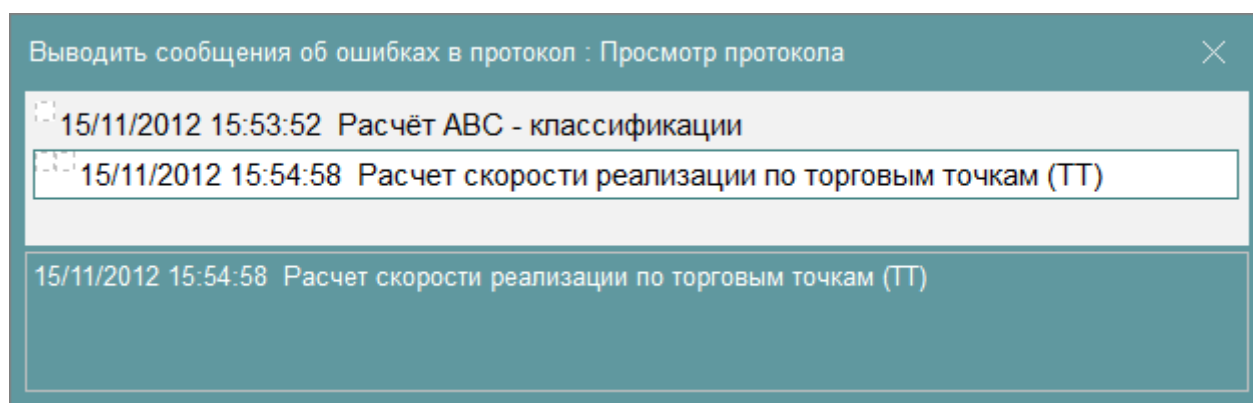 Выводить сообщения об ошибках в протокол : Просмотр протокола
15/11/2012 15:53:52 Расчёт АВС - классификации
15/11/2012 15:54:58 Расчет скорости реализации по торговым точкам (ТТ)
15/11/2012 15:54:58 Расчет скорости реализации по торговым точкам (ТТ)